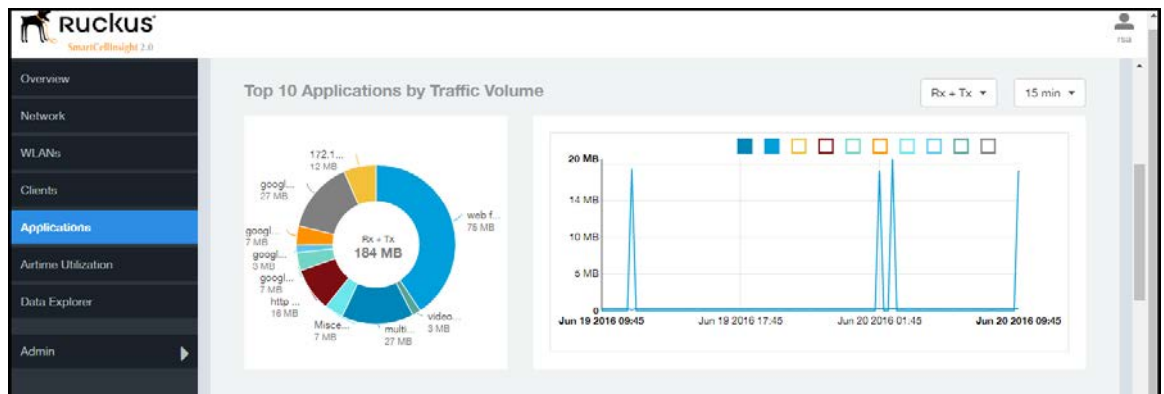 RUCKUS
SmartCellInsight 2.0
rsa
Overview
Network
WLANs
Clients
Applications
Airtime Utilization
Data Explorer
Admin
Top 10 Applications by Traffic Volume
Rx + Tx
15 min
172.1...
12 MB
googl...
27 MB
googl...
7 MB
googl...
3 MB
googl...
7 MB
http ...
16 MB
Misce...
7 MB
multi...
27 MB
video...
3 MB
web f...
76 MB
Rx + Tx
184 MB
20 MB
14 MB
10 MB
5 MB
0
Jun 19 2016 09:45
Jun 19 2016 17:45
Jun 20 2016 01:45
Jun 20 2016 09:45